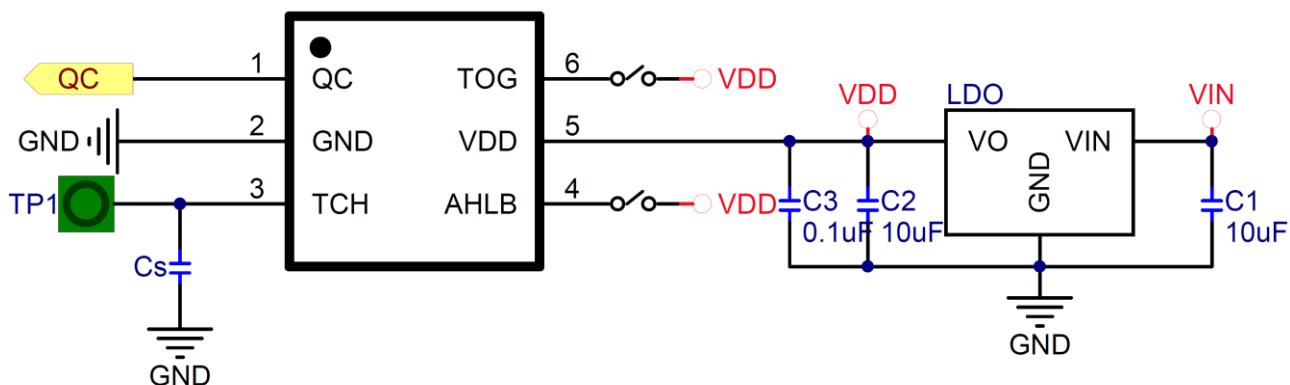 QC
1
QC
TOG
6
VDD
GND
2
GND
VDD
5
VDD
LDO
VO
GND
VIN
VIN
TP1
3
TCH
AHLB
4
VDD
C3
0.1uF
C2
10uF
C1
10uF
Cs
GND
GND